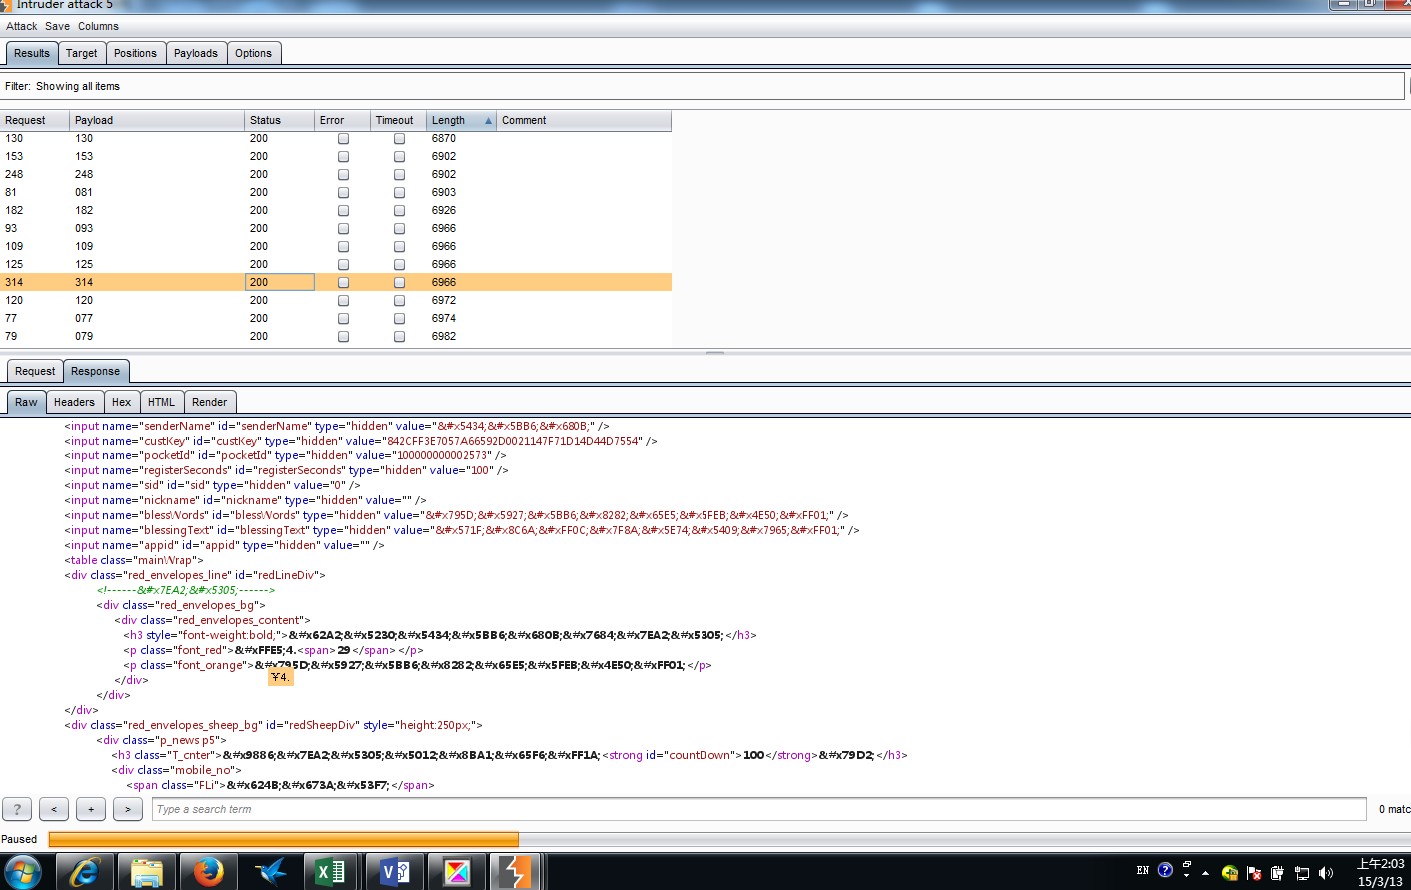 Intruder attack 5
Attack Save Columns
Results Target Positions Payloads Options
Filter: Showing all items
Request Payload Status Error Timeout Length Comment
130 130 200 6870
153 153 200 6902
248 248 200 6902
81 081 200 6903
182 182 200 6926
93 093 200 6966
109 109 200 6966
125 125 200 6966
314 314 200 6966
120 120 200 6972
77 077 200 6974
79 079 200 6982
Request Response
Raw Headers Hex HTML Render
<input name="senderName" id="senderName" type="hidden" value="&#x5434;&#x5BB6;&#x680B;" />
<input name="custKey" id="custKey" type="hidden" value="842CFF3E7057A66592D0021147F71D14D44D7554" />
<input name="pocketId" id="pocketId" type="hidden" value="100000000002573" />
<input name="registerSeconds" id="registerSeconds" type="hidden" value="100" />
<input name="sid" id="sid" type="hidden" value="0" />
<input name="nickname" id="nickname" type="hidden" value="" />
<input name="blessWords" id="blessWords" type="hidden" value="&#x795D;&#x5927;&#x5BB6;&#x8282;&#x65E5;&#x5FEB;&#x4E50;&#xFF01;" />
<input name="blessingText" id="blessingText" type="hidden" value="&#x571F;&#x8C6A;&#xFF0C;&#x7F8A;&#x5E74;&#x5409;&#x7965;&#xFF01;" />
<input name="appid" id="appid" type="hidden" value="" />
<table class="mainWrap">
<div class="red_envelopes_line" id="redLineDiv">
<!------&#x7EA2;&#x5305;------>
<div class="red_envelopes_bg">
<div class="red_envelopes_content">
<h3 style="font-weight:bold;">&#x62A2;&#x5230;&#x5434;&#x5BB6;&#x680B;&#x7684;&#x7EA2;&#x5305;</h3>
<p class="font_red">&#xFFE5;4.<span>29</span></p>
<p class="font_orange">&#x795D;&#x5927;&#x5BB6;&#x8282;&#x65E5;&#x5FEB;&#x4E50;&#xFF01;</p>
¥4.
</div>
</div>
</div>
<div class="red_envelopes_sheep_bg" id="redSheepDiv" style="height:250px;">
<div class="p_news p5">
<h3 class="T_cnter">&#x9886;&#x7EA2;&#x5305;&#x5012;&#x8BA1;&#x65F6;&#xFF1A;<strong id="countDown">100</strong>&#x79D2;</h3>
<div class="mobile_no">
<span class="FLi">&#x624B;&#x673A;&#x53F7;</span>
? < + > Type a search term 0 matc
Paused
EN 上午2:03
15/3/13